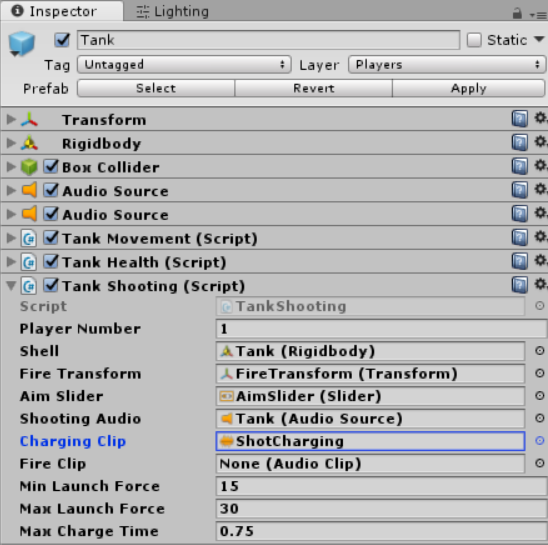 Inspector Lighting
Tank Static
Tag Untagged Layer Players
Prefab Select Revert Apply
Transform
Rigidbody
Box Collider
Audio Source
Audio Source
Tank Movement (Script)
Tank Health (Script)
Tank Shooting (Script)
Script TankShooting
Player Number 1
Shell Tank (Rigidbody)
Fire Transform FireTransform (Transform)
Aim Slider AimSlider (Slider)
Shooting Audio Tank (Audio Source)
Charging Clip ShotCharging
Fire Clip None (Audio Clip)
Min Launch Force 15
Max Launch Force 30
Max Charge Time 0.75